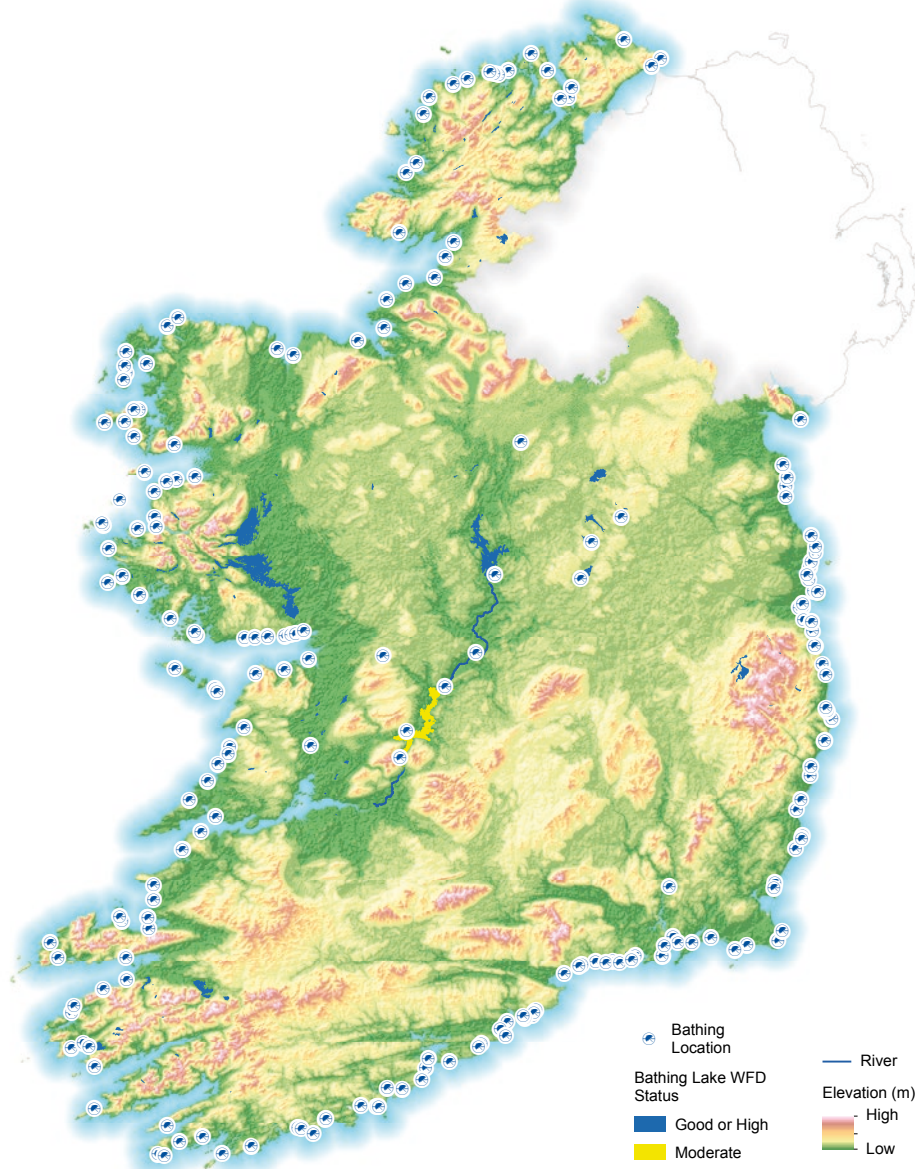 Bathing
Location
Bathing Lake WFD
Status
Good or High
Moderate
River
Elevation (m)
High
Low